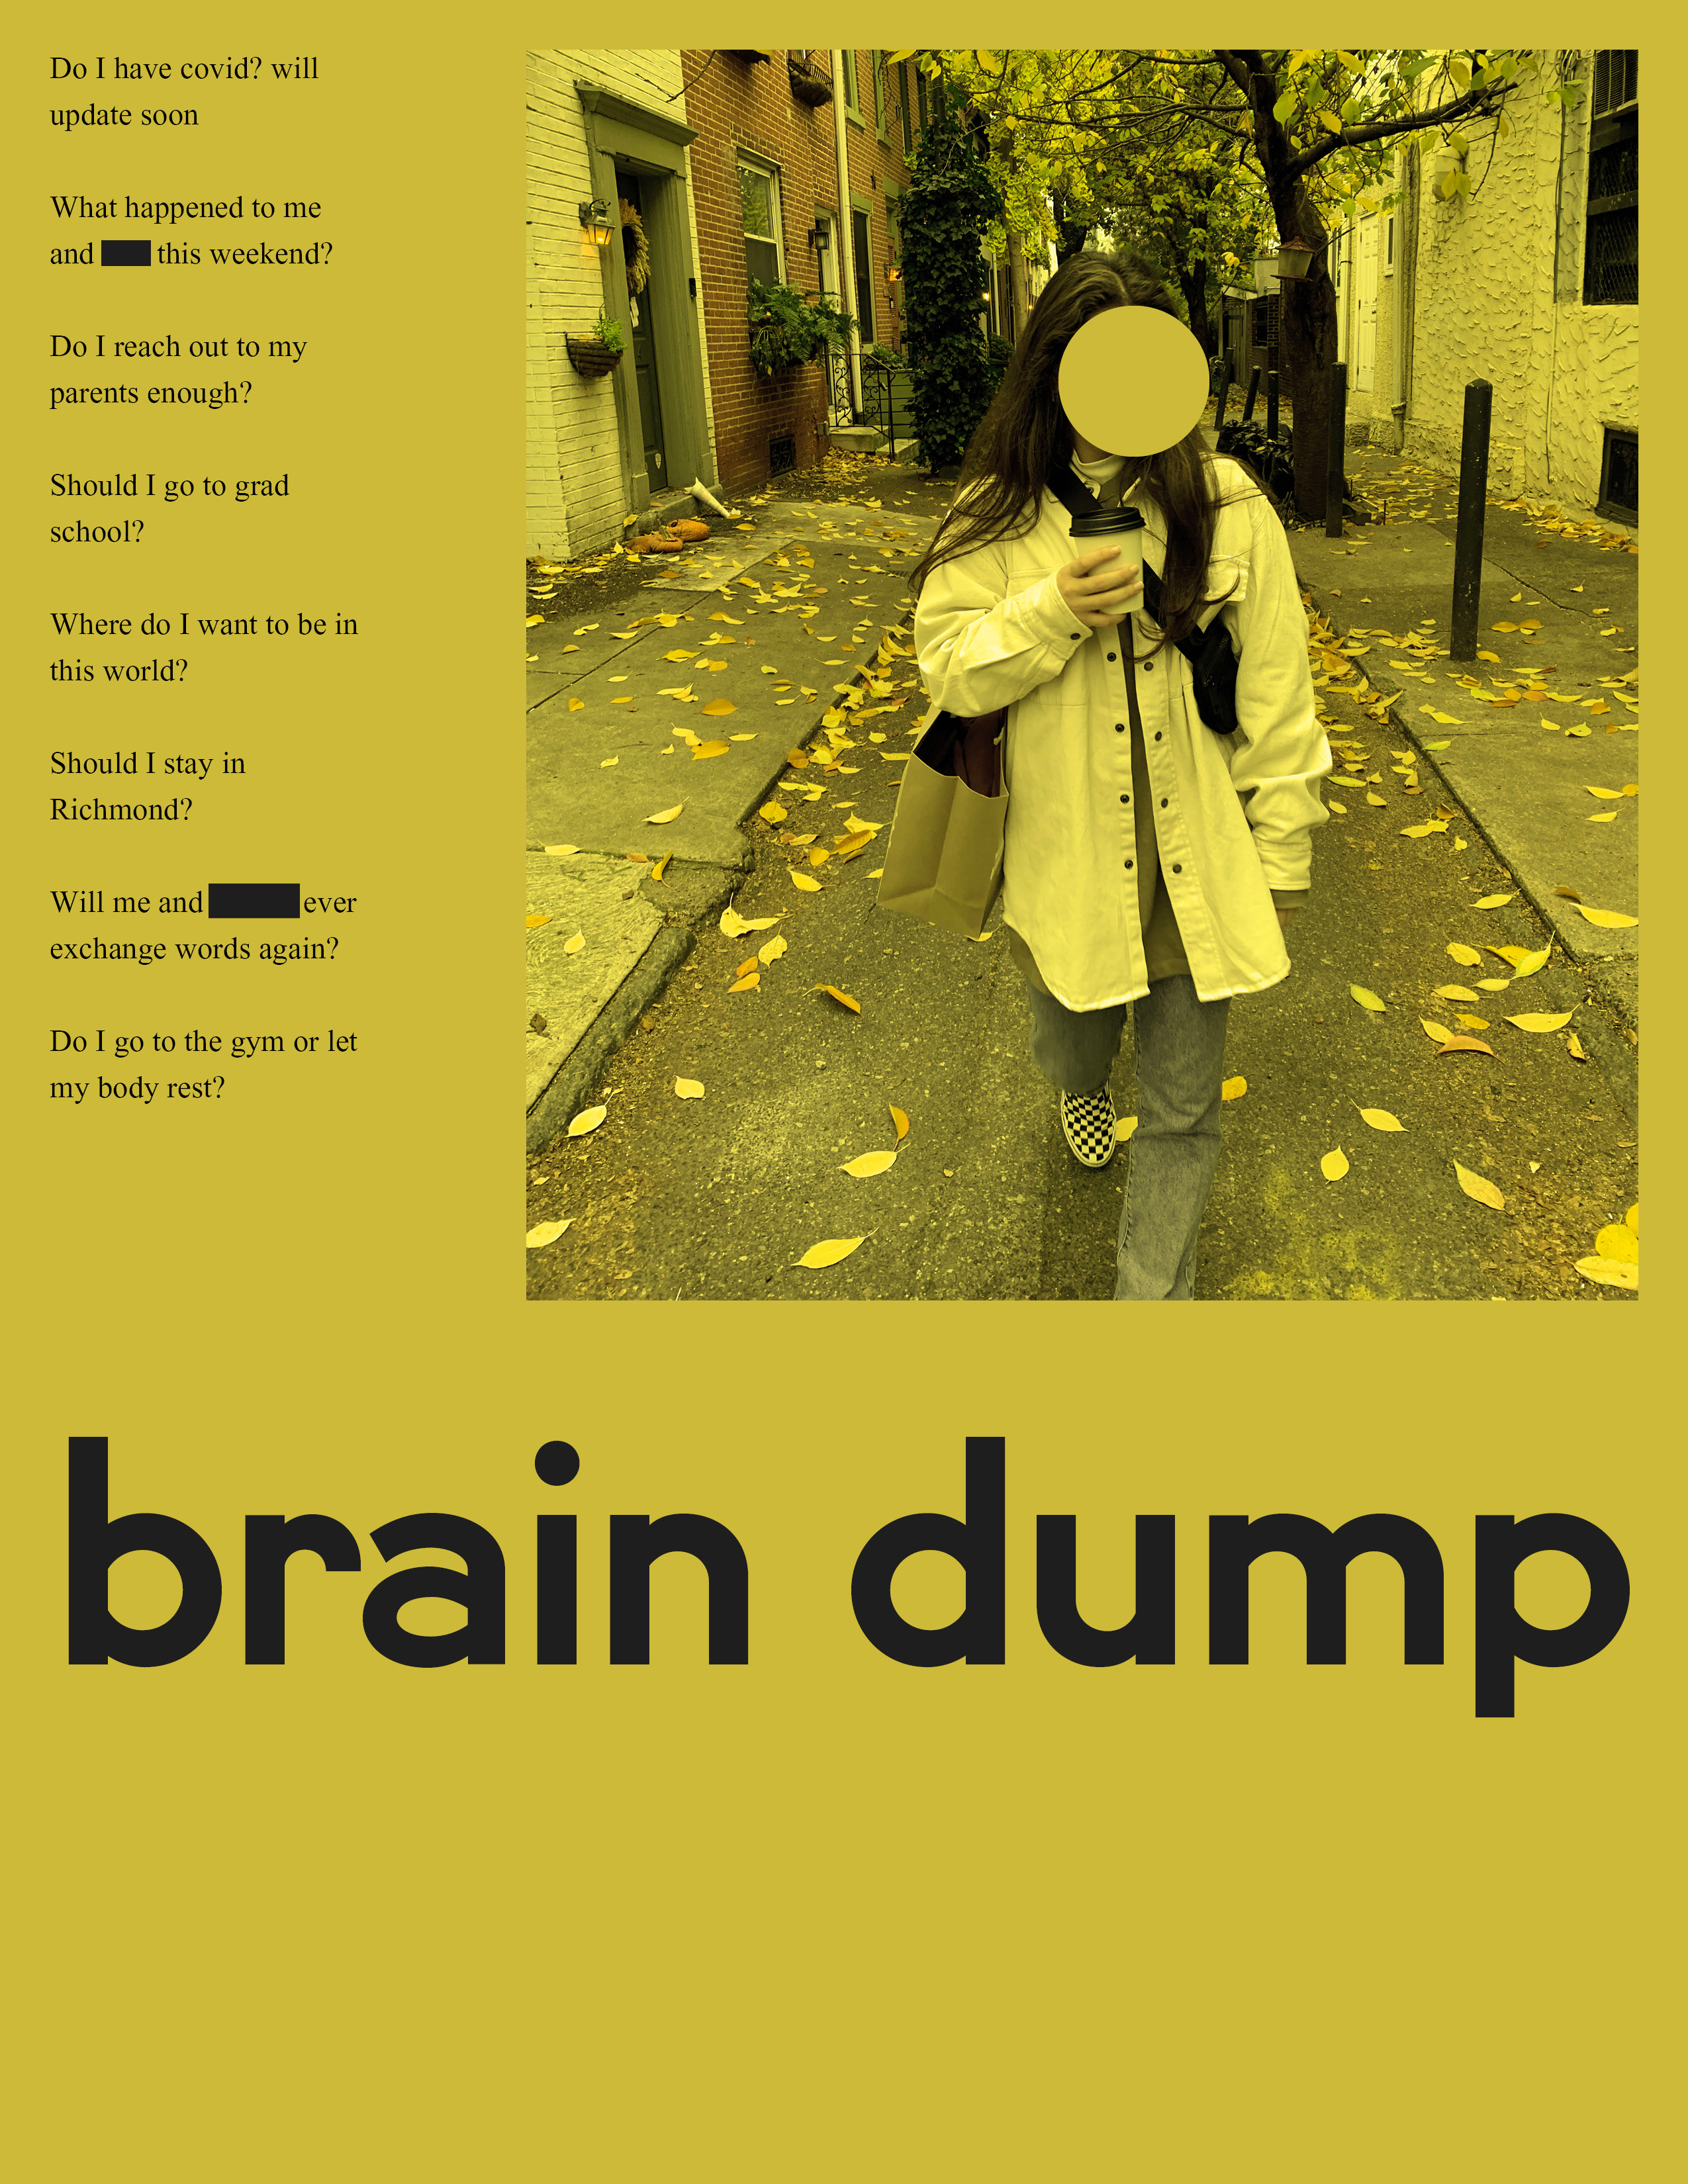 Do I have covid? will
update soon
What happened to me
and this weekend?
Do I reach out to my
parents enough?
Should I go to grad
school?
Where do I want to be in
this world?
Should I stay in
Richmond?
Will me and ever
exchange words again?
Do I go to the gym or let
my body rest?
brain dump